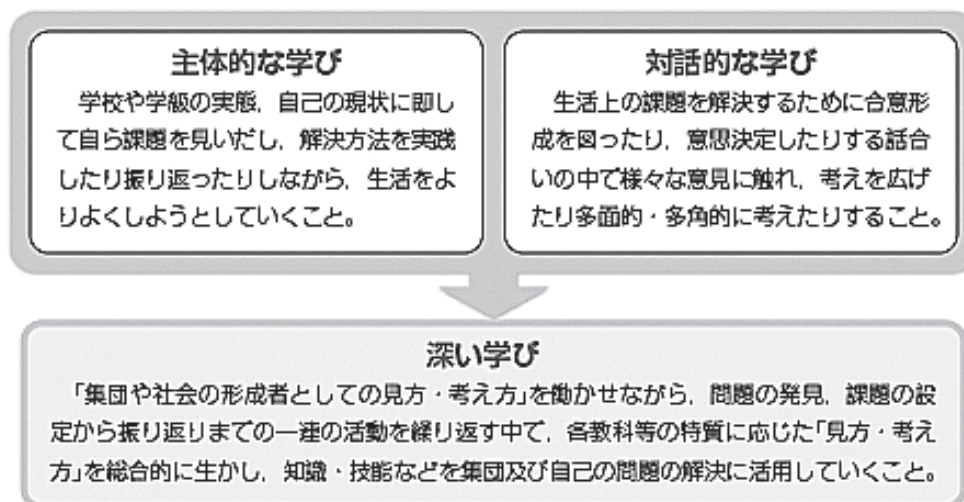 主体的な学び
学校や学級の実態，自己の現状に即し
て自ら課題を見いだし，解決方法を実践
したり振り返ったりしながら，生活をよ
りよくしようとしていくこと。
対話的な学び
生活上の課題を解決するために合意形
成を図ったり，意思決定したりする話合
いの中で様々な意見に触れ，考えを広げ
たり多面的・多角的に考えたりすること。
深い学び
「集団や社会の形成者としての見方・考え方」を働かせながら，問題の発見，課題の設
定から振り返りまでの一連の活動を繰り返す中で，各教科等の特質に応じた「見方・考え
方」を総合的に生かし，知識・技能などを集団及び自己の問題の解決に活用していくこと。